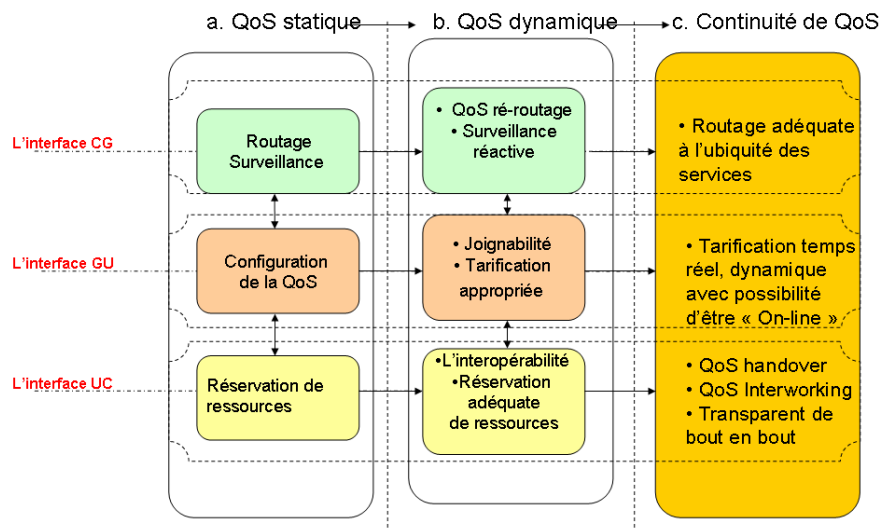 a. QoS statique
b. QoS dynamique
c. Continuité de QoS
L'interface CG
Routage
Surveillance
• QoS ré-routage
• Surveillance
réactive
• Routage adéquate
à l'ubiquité des
services
L'interface GU
Configuration
de la QoS
• Joignabilité
• Tarification
appropriée
• Tarification temps
réel, dynamique
avec possibilité
d'être « On-line »
L'interface UC
Réservation de
ressources
•L'interopérabilité
•Réservation
adéquate
de ressources
• QoS handover
• QoS Interworking
• Transparent de
bout en bout